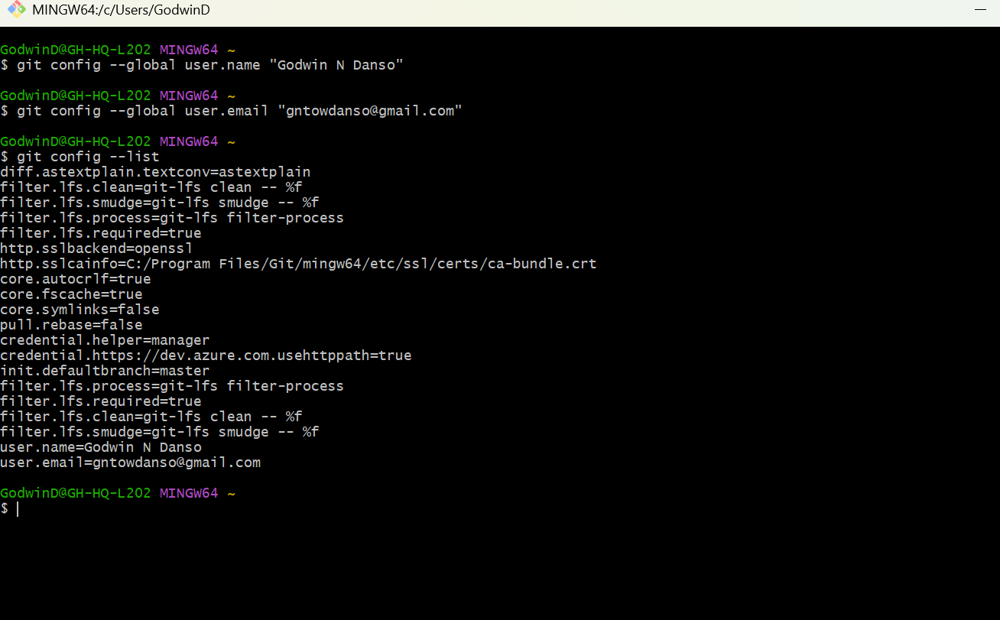 MINGW64:/c/Users/GodwinD
GodwinD@GH-HQ-L202 MINGW64 ~
$ git config --global user.name "Godwin N Danso"
GodwinD@GH-HQ-L202 MINGW64 ~
$ git config --global user.email "gntowdanso@gmail.com"
GodwinD@GH-HQ-L202 MINGW64 ~
$ git config --list
diff.astextplain.textconv=astextplain
filter.lfs.clean=git-lfs clean -- %f
filter.lfs.smudge=git-lfs smudge -- %f
filter.lfs.process=git-lfs filter-process
filter.lfs.required=true
http.sslbackend=openssl
http.sslcainfo=C:/Program Files/Git/mingw64/etc/ssl/certs/ca-bundle.crt
core.autocrlf=true
core.fscache=true
core.symlinks=false
pull.rebase=false
credential.helper=manager
credential.https://dev.azure.com.usehttppath=true
init.defaultbranch=master
filter.lfs.process=git-lfs filter-process
filter.lfs.required=true
filter.lfs.clean=git-lfs clean -- %f
filter.lfs.smudge=git-lfs smudge -- %f
user.name=Godwin N Danso
user.email=gntowdanso@gmail.com
GodwinD@GH-HQ-L202 MINGW64 ~
$